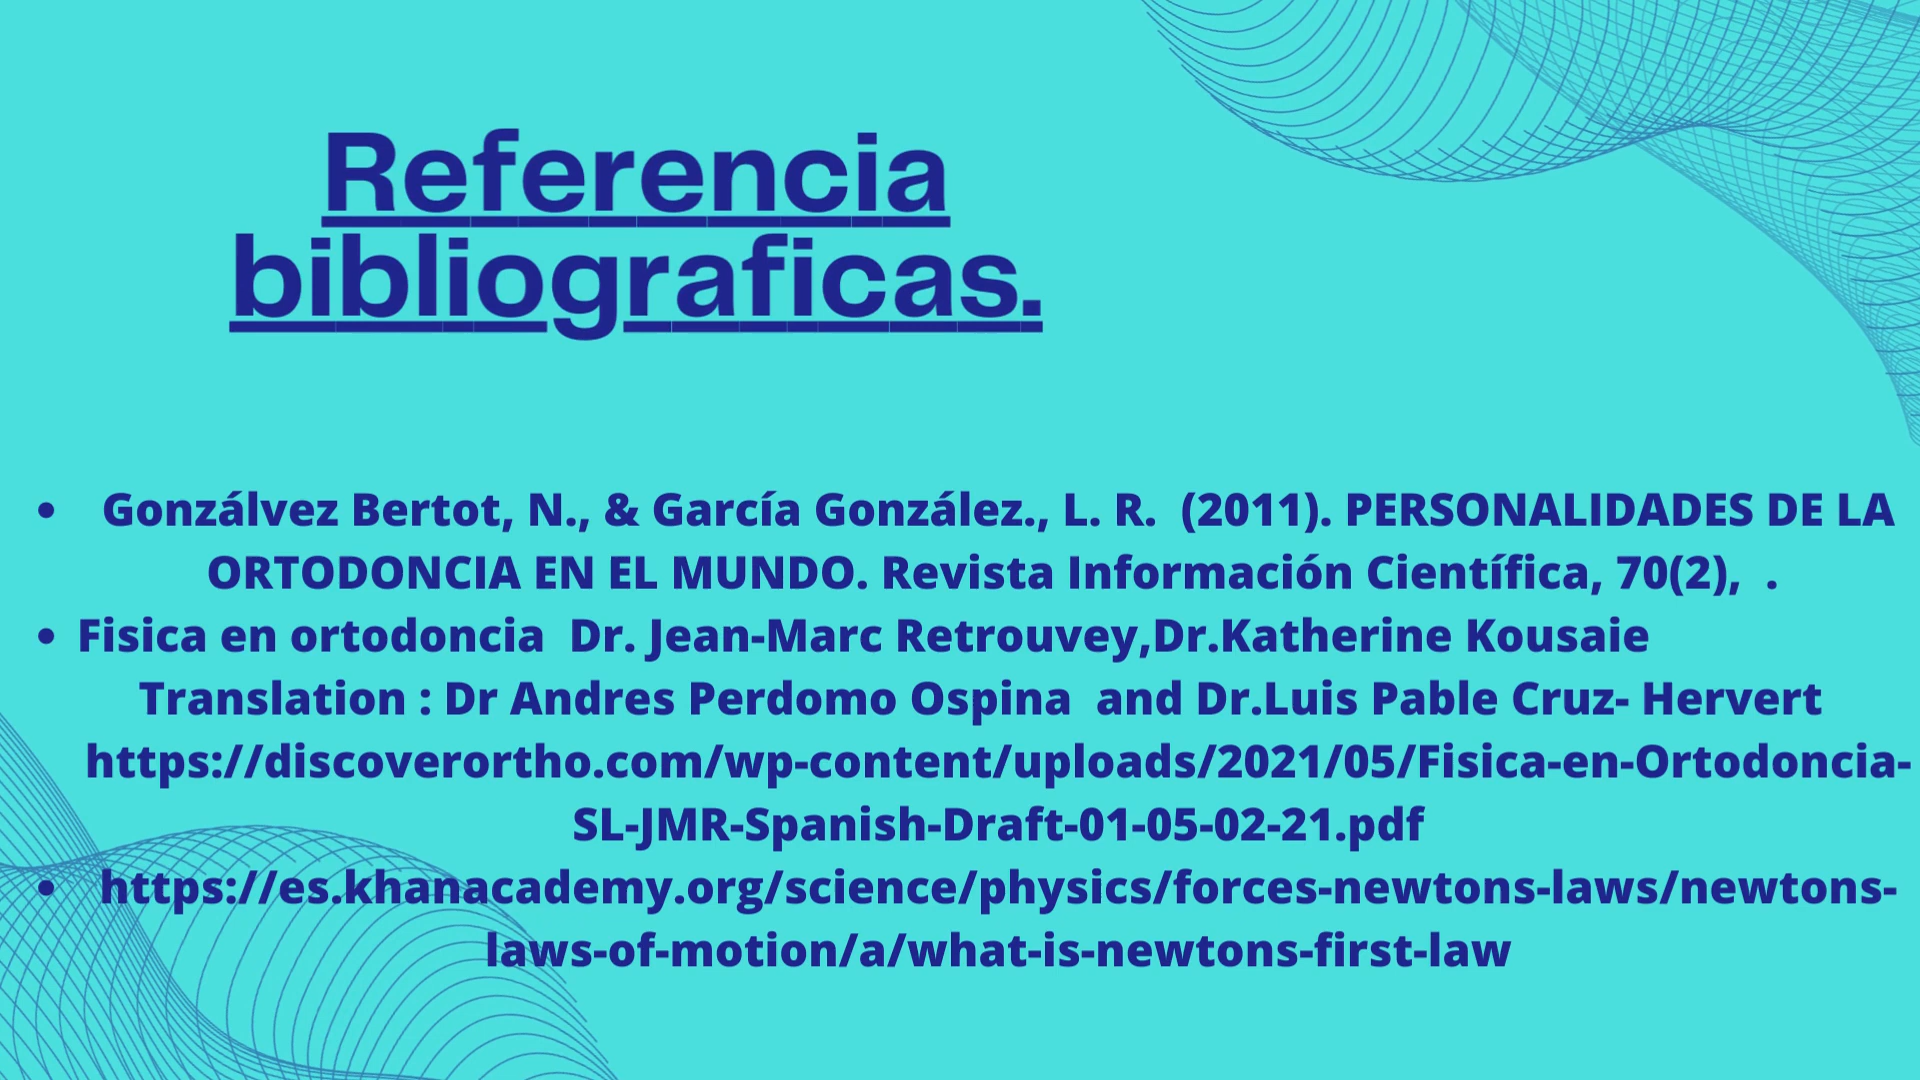 Referencia
bibliograficas.
• Gonzálvez Bertot, N., & García González., L. R.  (2011). PERSONALIDADES DE LA
ORTODONCIA EN EL MUNDO. Revista Información Científica, 70(2),  .
• Fisica en ortodoncia  Dr. Jean-Marc Retrouvey,Dr.Katherine Kousaie
Translation : Dr Andres Perdomo Ospina  and Dr.Luis Pable Cruz- Hervert
https://discoverortho.com/wp-content/uploads/2021/05/Fisica-en-Ortodoncia-
SL-JMR-Spanish-Draft-01-05-02-21.pdf
• https://es.khanacademy.org/science/physics/forces-newtons-laws/newtons-
laws-of-motion/a/what-is-newtons-first-law